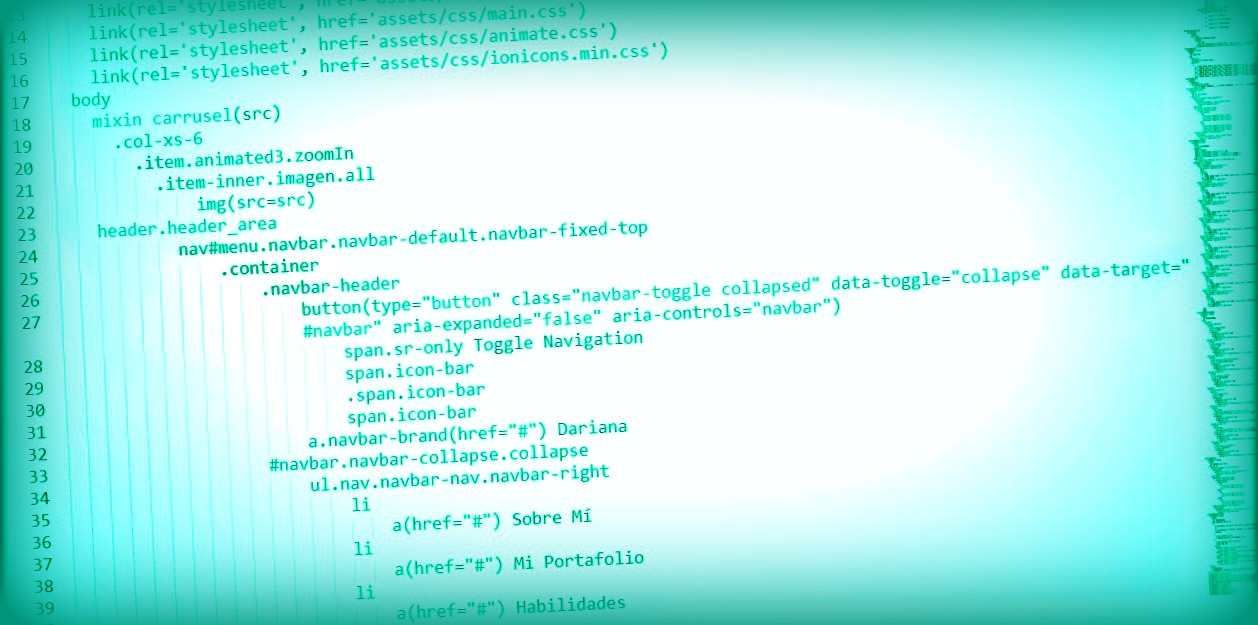 13 link(rel='stylesheet',
14 link(rel='stylesheet', href='assets/css/main.css')
15 link(rel='stylesheet', href='assets/css/animate.css')
16 link(rel='stylesheet', href='assets/css/ionicons.min.css')
17 body
18 mixin carrusel(src)
19 .col-xs-6
20 .item.animated3.zoomIn
21 .item-inner.imagen.all
22 img(src=src)
23 header.header_area
24 nav#menu.navbar.navbar-default.navbar-fixed-top
25 .container
26 .navbar-header
27 button(type="button" class="navbar-toggle collapsed" data-toggle="collapse" data-target="
#navbar" aria-expanded="false" aria-controls="navbar")
28 span.sr-only Toggle Navigation
29 span.icon-bar
30 .span.icon-bar
31 span.icon-bar
32 a.navbar-brand(href="#") Dariana
33 #navbar.navbar-collapse.collapse
34 ul.nav.navbar-nav.navbar-right
35 li
36 a(href="#") Sobre Mí
37 li
38 a(href="#") Mi Portafolio
39 li
a(href="#") Habilidades